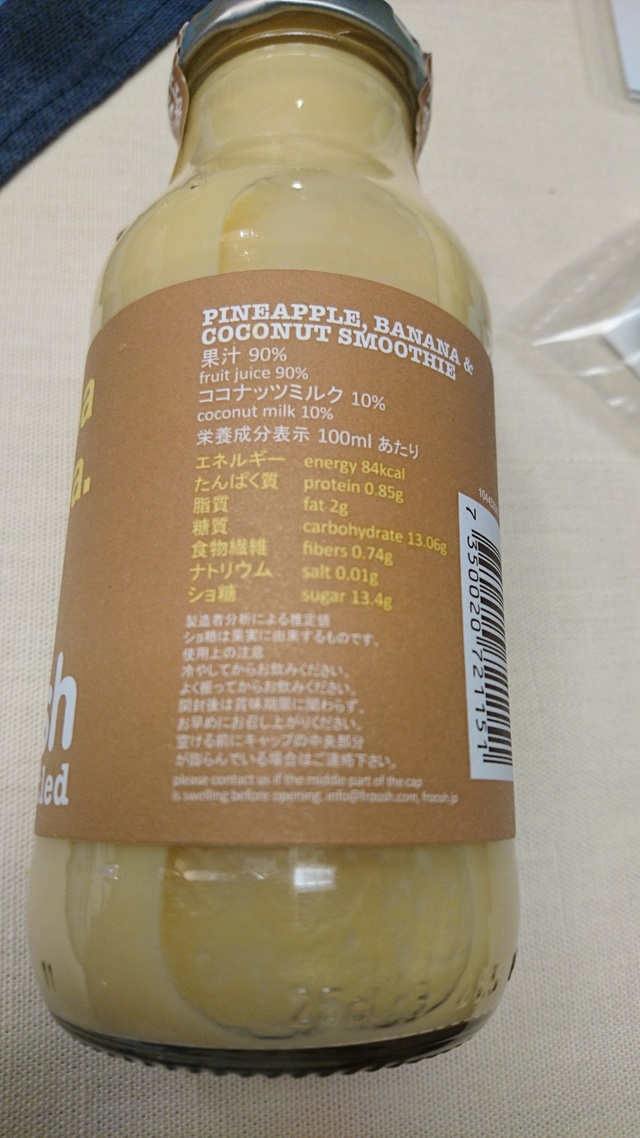 PINEAPPLE, BANANA &
COCONUT SMOOTHIE
果汁 90%
fruit juice 90%
ココナッツミルク 10%
coconut milk 10%
栄養成分表示 100ml あたり
エネルギー energy 84kcal
たんぱく質 protein 0.85g
脂質 fat 2g
糖質 carbohydrate 13.06g
食物繊維 fibers 0.74g
ナトリウム salt 0.01g
ショ糖 sugar 13.4g
製造者分析による推定値
ショ糖は果実に由来するものです。
使用上の注意
冷やしてからお飲みください。
よく振ってからお飲みください。
開封後は賞味期限に関わらず、
お早めにお召し上がりください。
空ける前にキャップの中央部分
が膨らんでいる場合はご連絡下さい。
please contact us if the middle part of the cap
is swelling before opening. info@froosh.com, froosh.jp
7 350020 721151
a
a.
sh
led